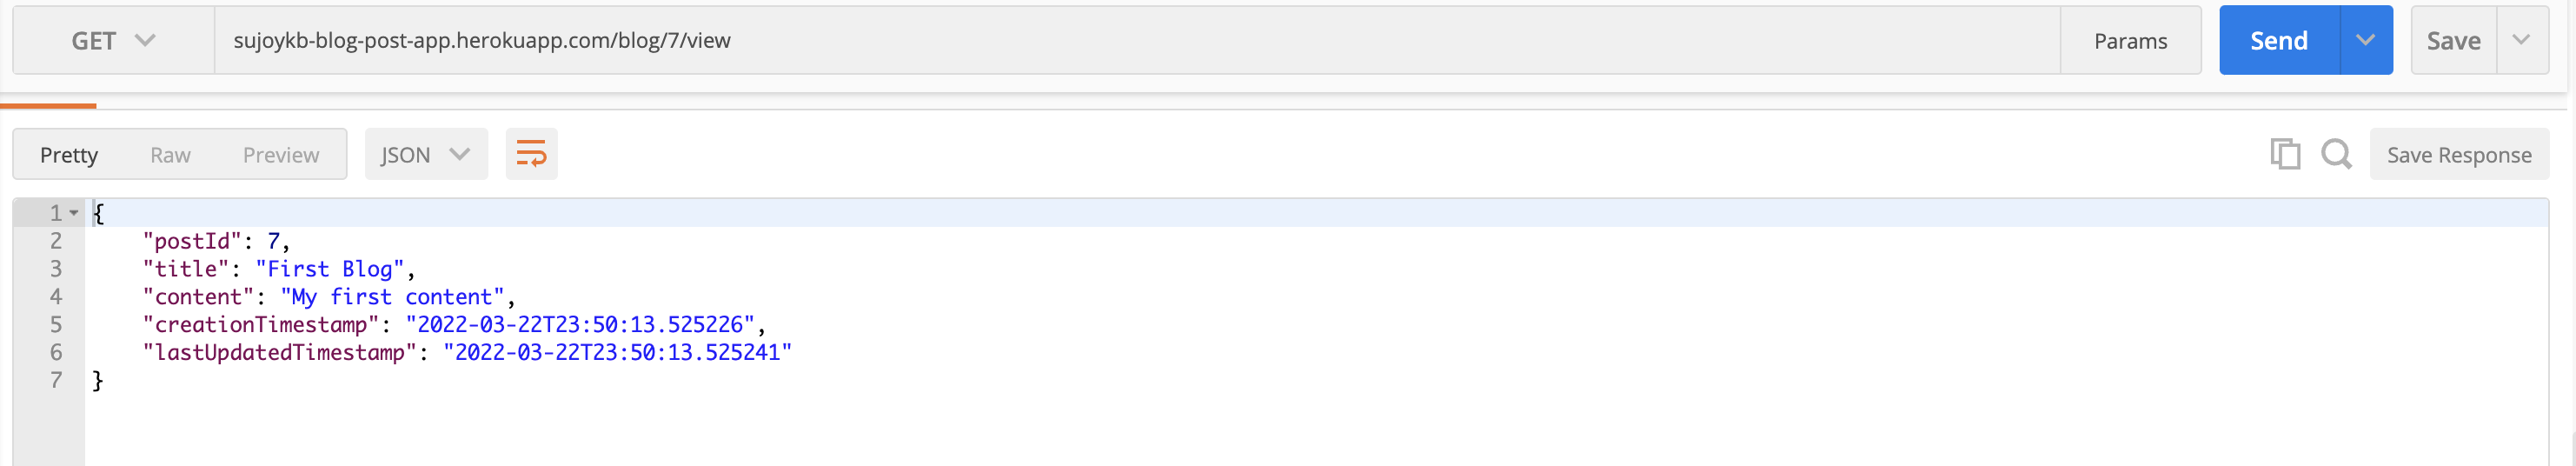 GET sujoykb-blog-post-app.herokuapp.com/blog/7/view Params Send Save
Pretty Raw Preview JSON Save Response
1 {
2 "postId": 7,
3 "title": "First Blog",
4 "content": "My first content",
5 "creationTimestamp": "2022-03-22T23:50:13.525226",
6 "lastUpdatedTimestamp": "2022-03-22T23:50:13.525241"
7 }